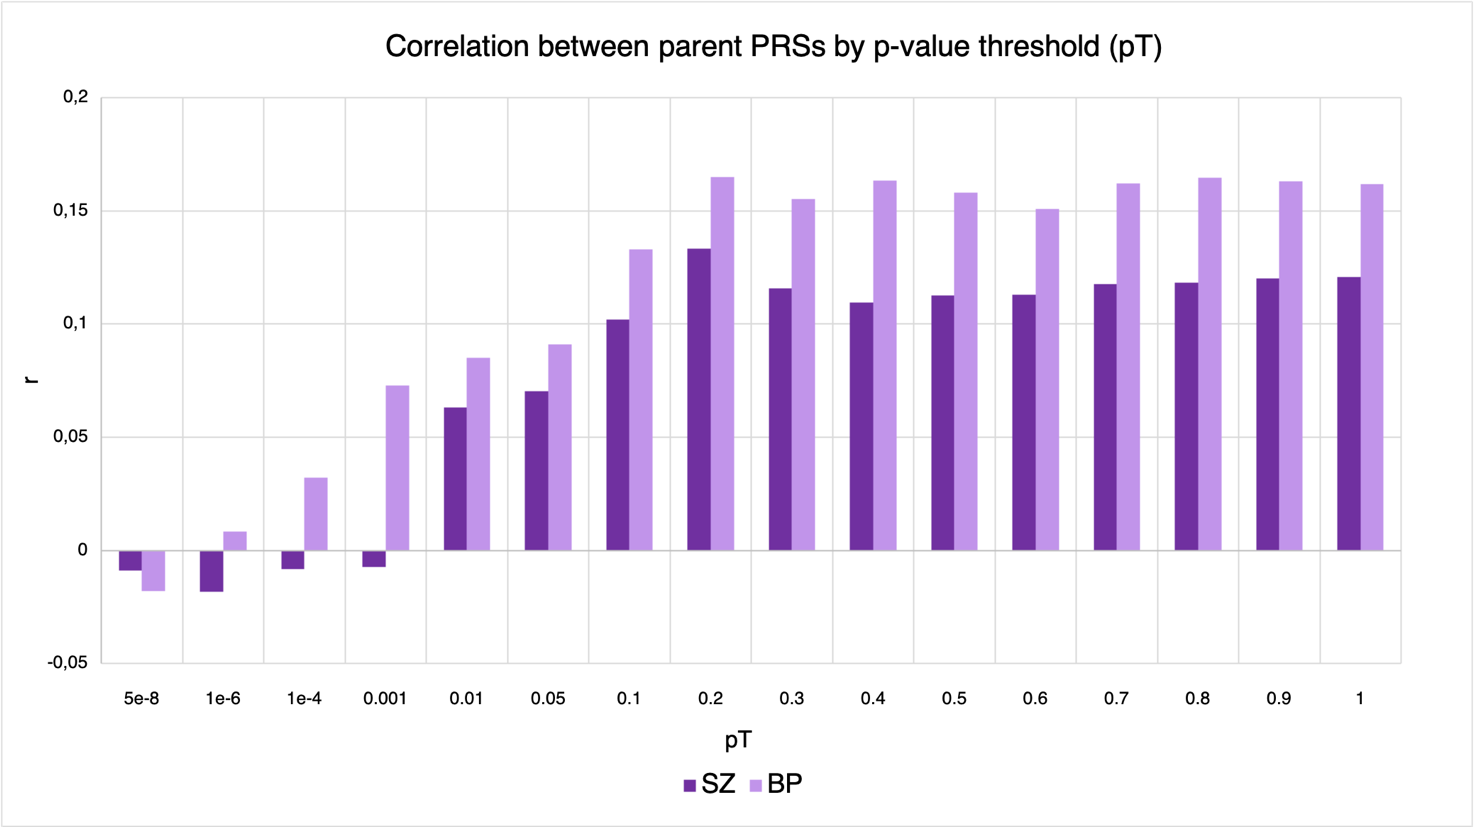 Correlation between parent PRSs by p-value threshold (pT)
0,2
0,15
0,1
0,05
0
-0,05
r
5e-8 1e-6 1e-4 0.001 0.01 0.05 0.1 0.2 0.3 0.4 0.5 0.6 0.7 0.8 0.9 1
pT
SZ BP